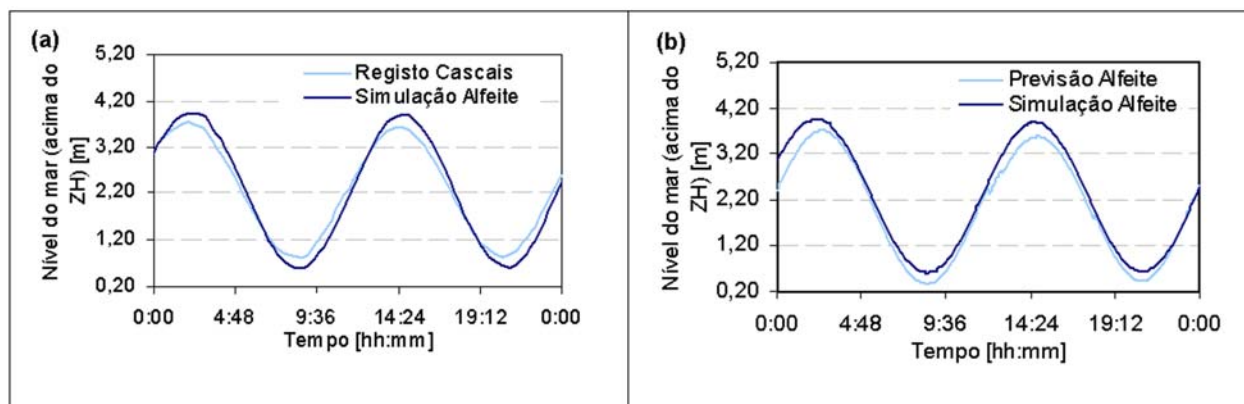 (a)
Nível do mar (acima do
ZH) [m]
5,20
4,20
3,20
2,20
1,20
0,20
Registo Cascais
Simulação Alfeite
0:00 4:48 9:36 14:24 19:12 0:00
Tempo [hh:mm]
(b)
Nível do mar (acima do
ZH) [m]
5,20
4,20
3,20
2,20
1,20
0,20
Previsão Alfeite
Simulação Alfeite
0:00 4:48 9:36 14:24 19:12 0:00
Tempo [hh:mm]